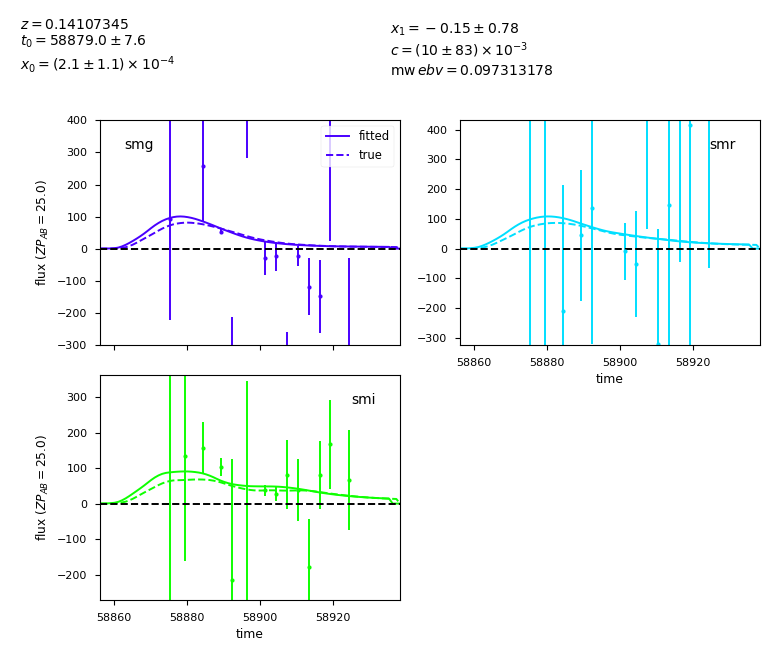 z = 0.14107345
t₀ = 58879.0 ± 7.6
x₀ = (2.1 ± 1.1) × 10⁻⁴
x₁ = −0.15 ± 0.78
c = (10 ± 83) × 10⁻³
mw ebv = 0.097313178
smg
fitted
true
400
300
200
100
0
−100
−200
−300
flux (ZP_AB = 25.0)
smr
400
300
200
100
0
−100
−200
−300
58860 58880 58900 58920
time
smi
300
200
100
0
−100
−200
flux (ZP_AB = 25.0)
58860 58880 58900 58920
time